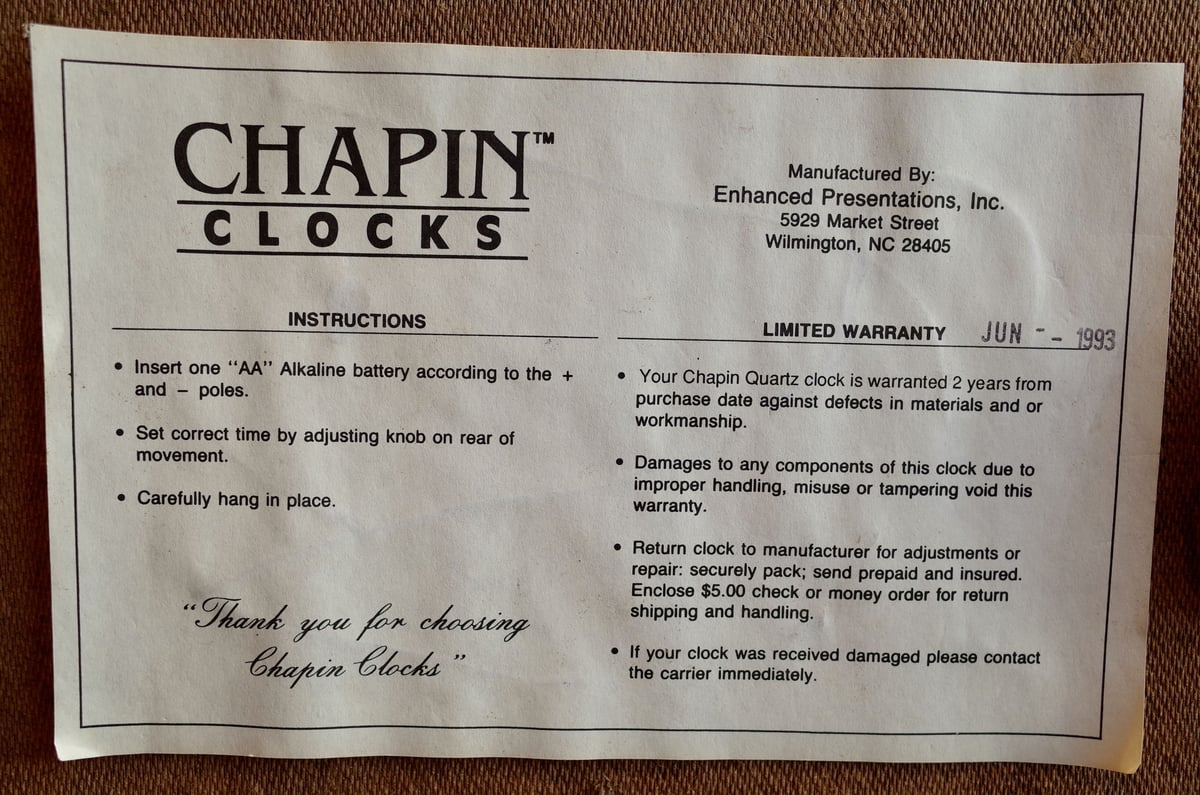 CHAPIN™
CLOCKS
Manufactured By:
Enhanced Presentations, Inc.
5929 Market Street
Wilmington, NC 28405
INSTRUCTIONS
• Insert one “AA” Alkaline battery according to the +
and – poles.
• Set correct time by adjusting knob on rear of
movement.
• Carefully hang in place.
“Thank you for choosing
Chapin Clocks”
LIMITED WARRANTY JUN - - 1993
• Your Chapin Quartz clock is warranted 2 years from
purchase date against defects in materials and or
workmanship.
• Damages to any components of this clock due to
improper handling, misuse or tampering void this
warranty.
• Return clock to manufacturer for adjustments or
repair: securely pack; send prepaid and insured.
Enclose $5.00 check or money order for return
shipping and handling.
• If your clock was received damaged please contact
the carrier immediately.